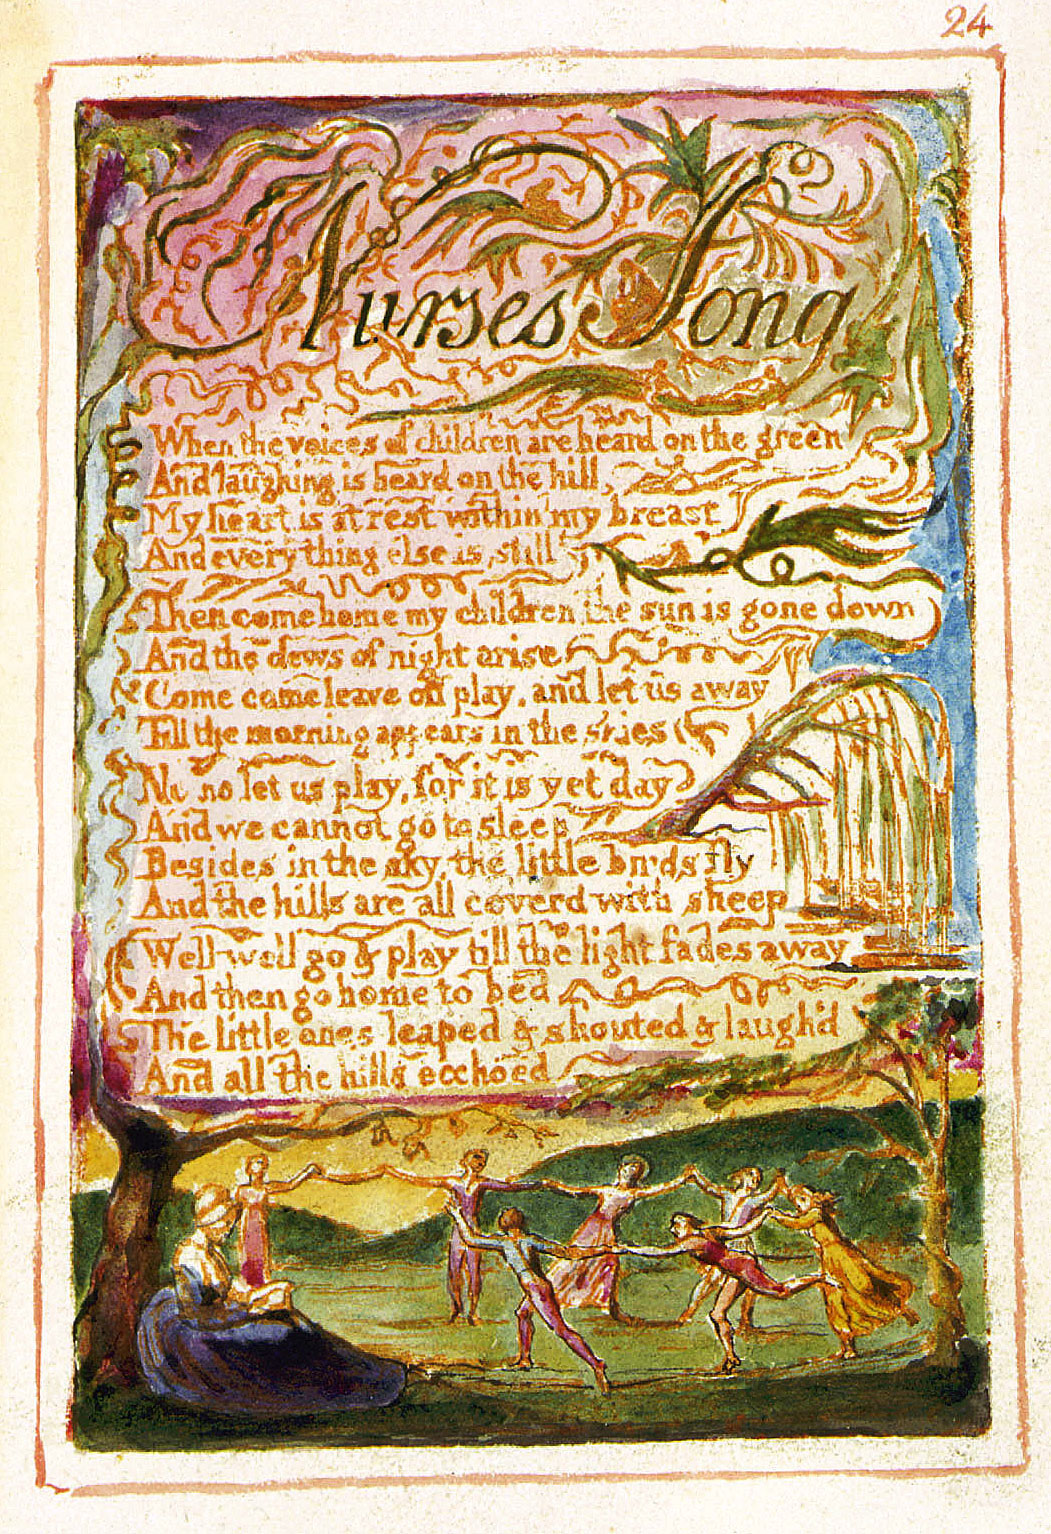 24
Nurses Song
When the voices of children are heard on the green
And laughing is heard on the hill,
My heart is at rest within my breast
And every thing else is still
Then come home my children the sun is gone down
And the dews of night arise
Come come leave off play, and let us away
Till the morning appears in the skies
No no let us play, for it is yet day
And we cannot go to sleep
Besides in the sky, the little birds fly
And the hills are all coverd with sheep
Well well go & play till the light fades away
And then go home to bed
The little ones leaped & shouted & laugh'd
And all the hills ecchoed